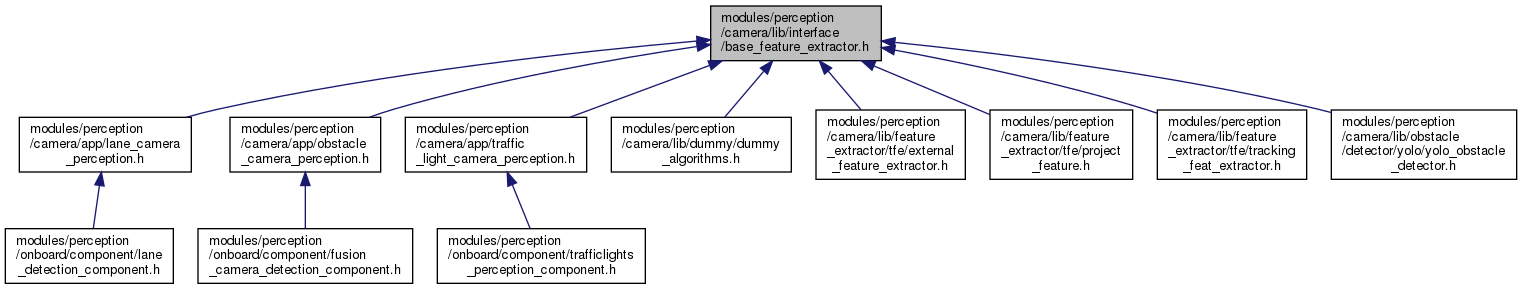 modules/perception
/camera/lib/interface
/base_feature_extractor.h
modules/perception
/camera/app/lane_camera
_perception.h
modules/perception
/camera/app/obstacle
_camera_perception.h
modules/perception
/camera/app/traffic
_light_camera_perception.h
modules/perception
/camera/lib/dummy/dummy
_algorithms.h
modules/perception
/camera/lib/feature
_extractor/tfe/external
_feature_extractor.h
modules/perception
/camera/lib/feature
_extractor/tfe/project
_feature.h
modules/perception
/camera/lib/feature
_extractor/tfe/tracking
_feat_extractor.h
modules/perception
/camera/lib/obstacle
/detector/yolo/yolo_obstacle
_detector.h
modules/perception
/onboard/component/lane
_detection_component.h
modules/perception
/onboard/component/fusion
_camera_detection_component.h
modules/perception
/onboard/component/trafficlights
_perception_component.h